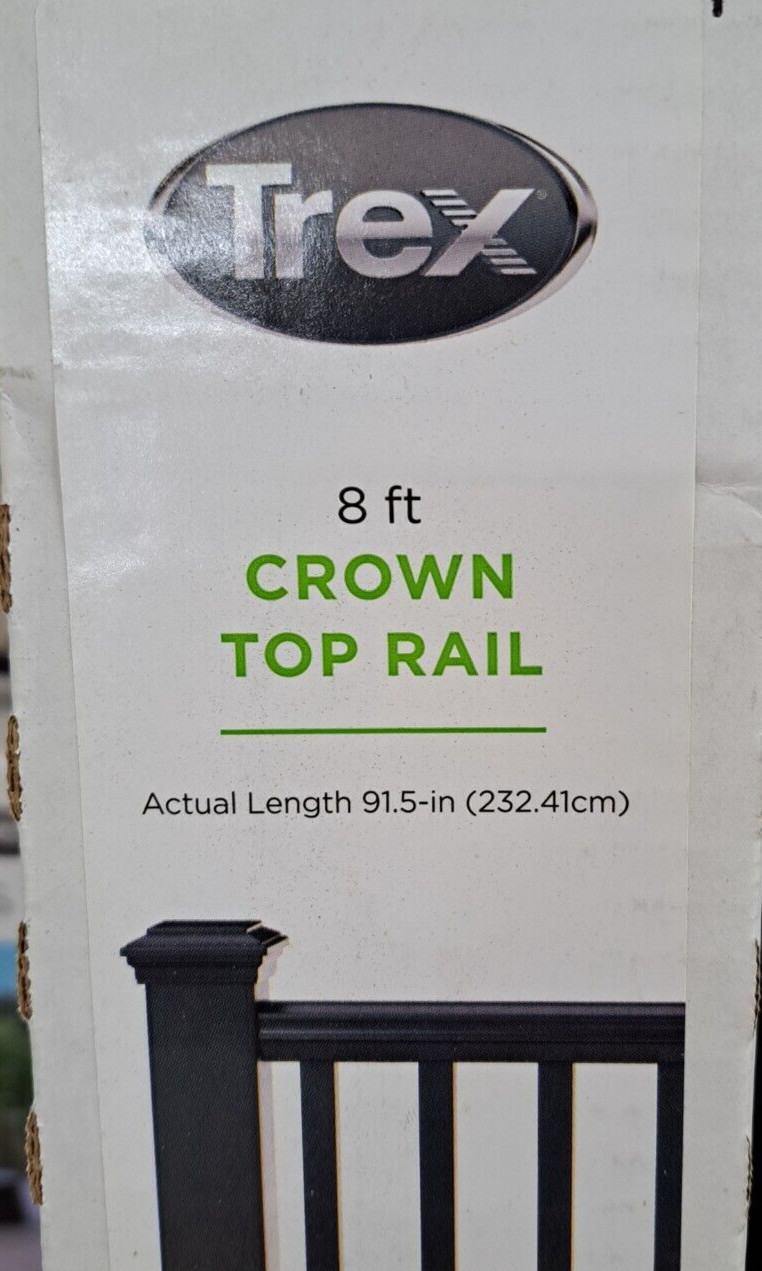 Trex®
8 ft
CROWN
TOP RAIL
Actual Length 91.5-in (232.41cm)